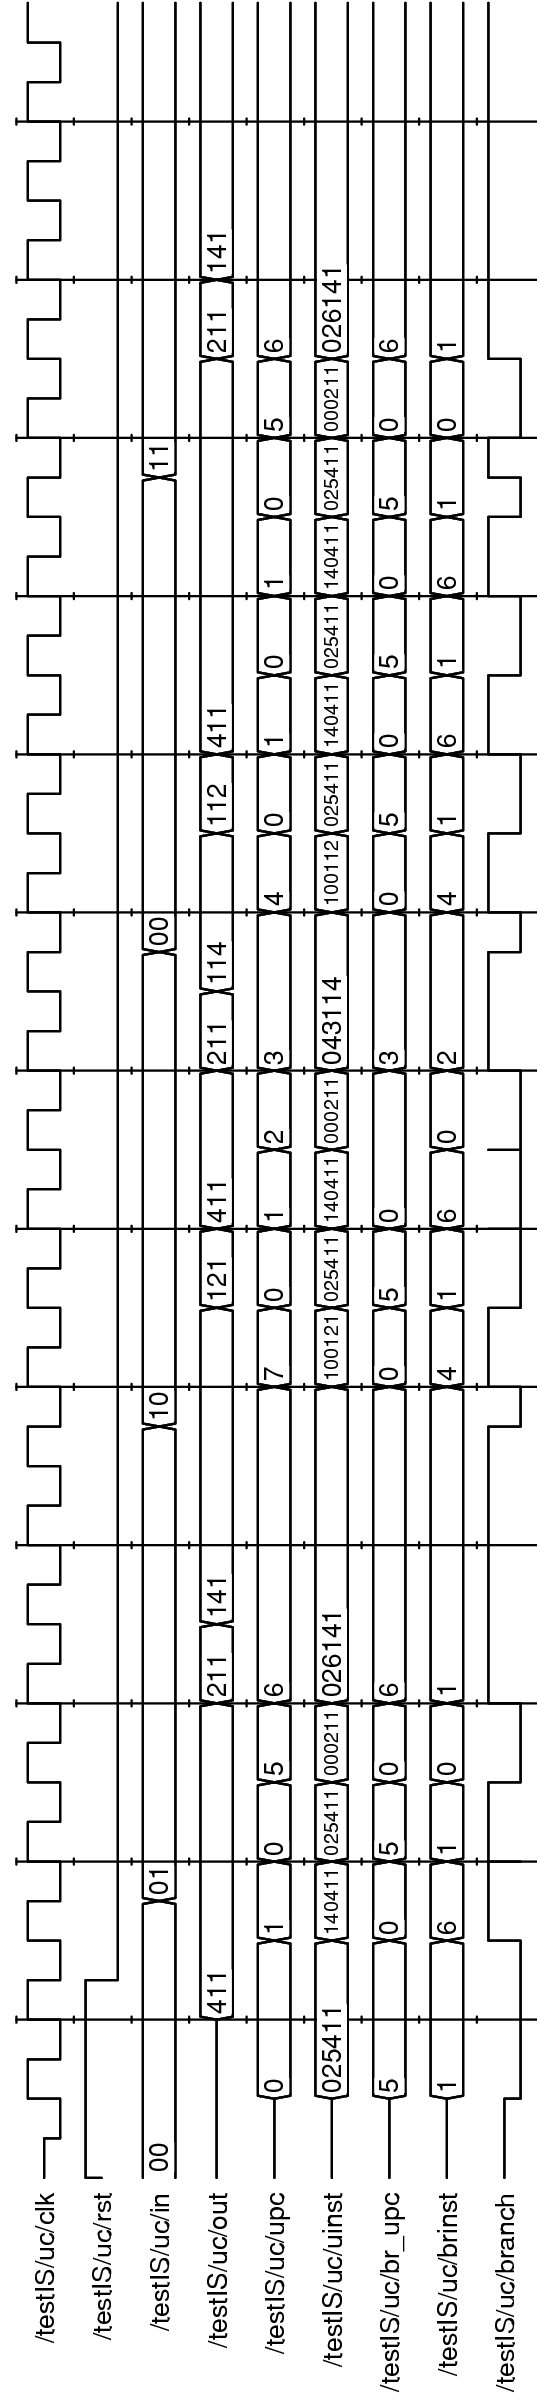 /testIS/uc/clk
/testIS/uc/rst
/testIS/uc/in 00 01 10 00 11
/testIS/uc/out 411 211 141 121 411 211 114 112 411 211 141
/testIS/uc/upc 0 1 0 5 6 7 0 1 2 3 4 0 1 0 1 0 5 6
/testIS/uc/uinst 025411 140411 025411 000211 026141 100121 025411 140411 000211 043114 100112 025411 140411 025411 140411 025411 000211 026141
/testIS/uc/br_upc 5 0 5 0 6 0 5 0 3 0 5 0 5 0 5 0 6
/testIS/uc/brinst 1 6 1 0 1 4 1 6 0 2 4 1 6 1 6 1 0 1
/testIS/uc/branch